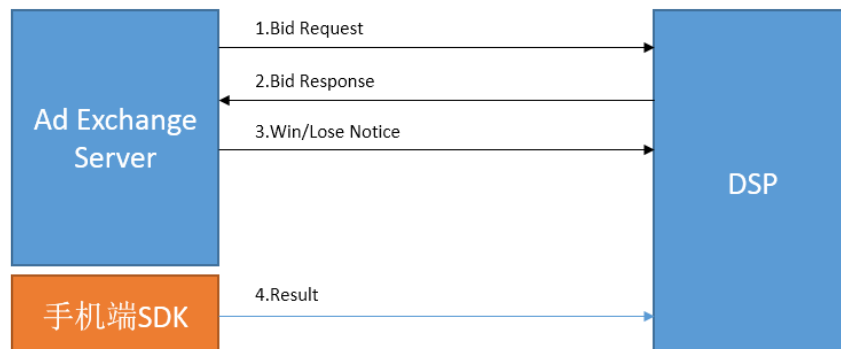 1.Bid Request
2.Bid Response
Ad Exchange
Server
3.Win/Lose Notice
DSP
4.Result
手机端SDK